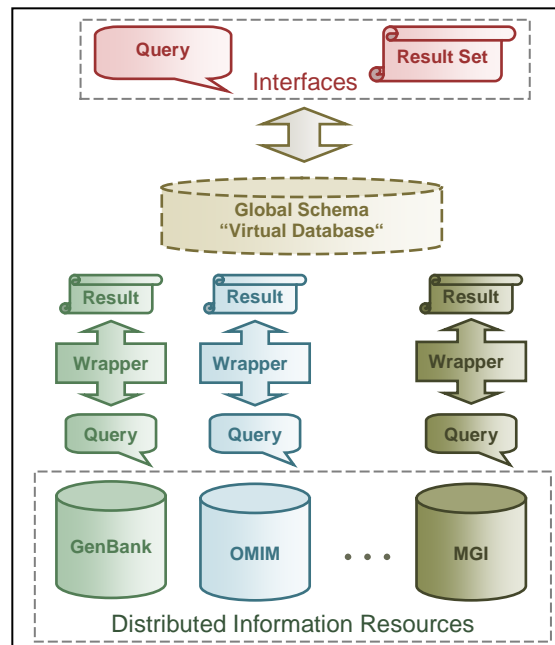 Query
Result Set
Interfaces
Global Schema
“Virtual Database“
Result
Result
Result
Wrapper
Wrapper
Wrapper
Query
Query
Query
GenBank
OMIM
. . .
MGI
Distributed Information Resources